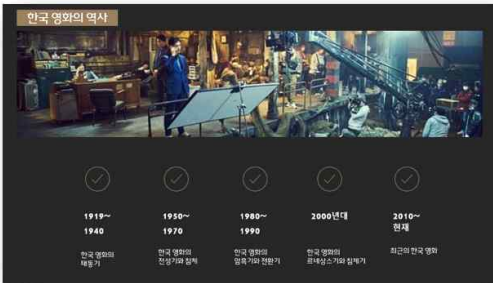 한국 영화의 역사
1919~
1940
한국 영화의
태동기
1950~
1970
한국 영화의
전성기와 침체
1980~
1990
한국 영화의
암흑기와 전환기
2000년대
한국 영화의
르네상스기와 침체기
2010~
현재
최근의 한국 영화